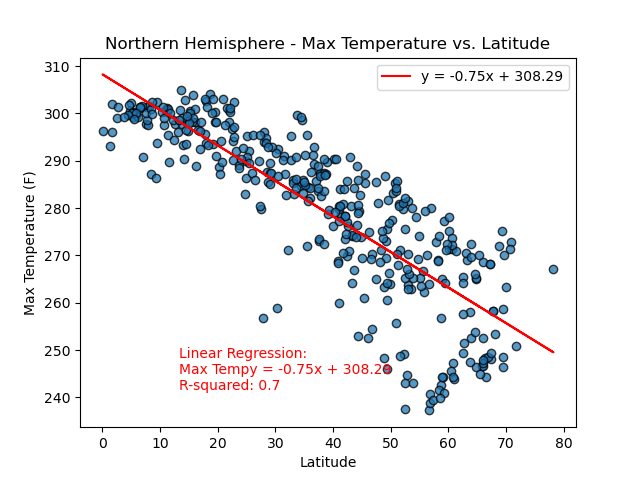 Northern Hemisphere - Max Temperature vs. Latitude
y = -0.75x + 308.29
Max Temperature (F)
310
300
290
280
270
260
250
240
Linear Regression:
Max Tempy = -0.75x + 308.29
R-squared: 0.7
0 10 20 30 40 50 60 70 80
Latitude